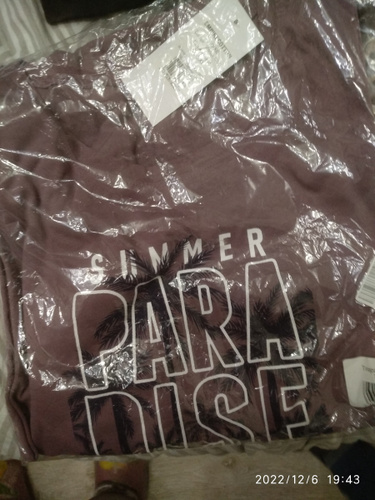 SUMMER
PARA
DISE
2022/12/6 19:43